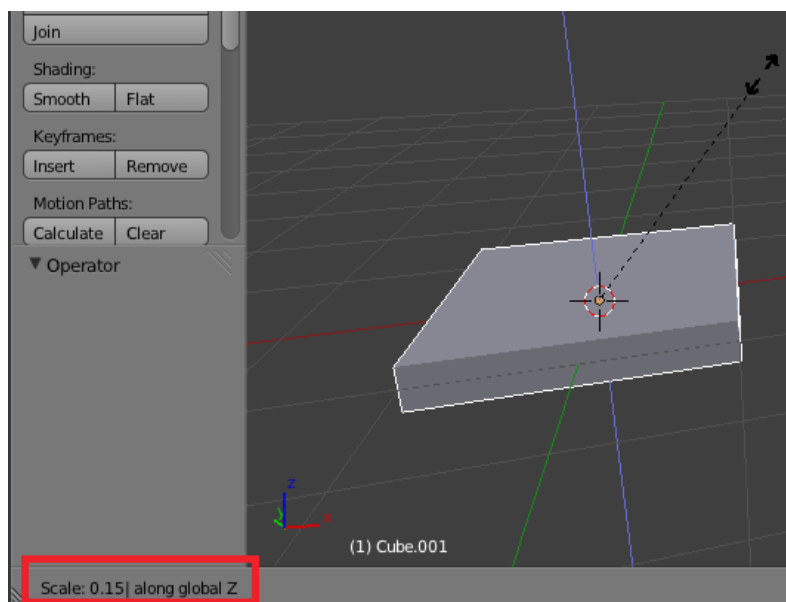 Join
Shading:
Smooth Flat
Keyframes:
Insert Remove
Motion Paths:
Calculate Clear
Operator
z
x
y
(1) Cube.001
Scale: 0.15| along global Z